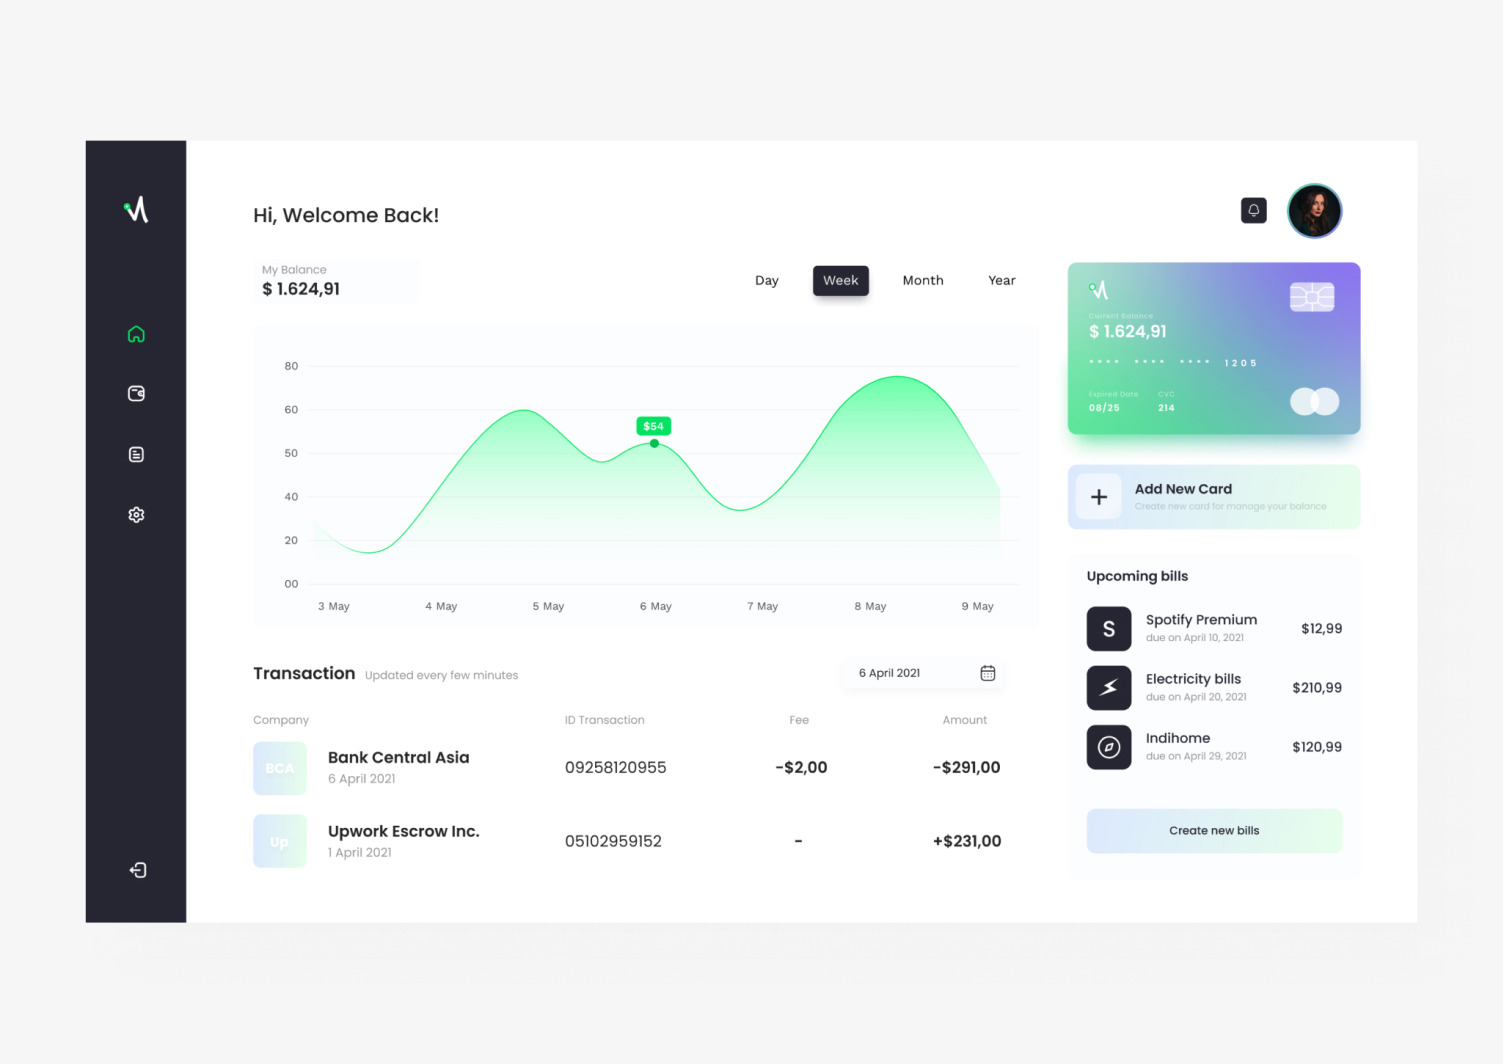 Hi, Welcome Back!
My Balance
$ 1.624,91
Day Week Month Year
80
60
50
40
20
00
$54
3 May 4 May 5 May 6 May 7 May 8 May 9 May
Transaction Updated every few minutes
6 April 2021
Company ID Transaction Fee Amount
BCA
Bank Central Asia
6 April 2021
09258120955 -$2,00 -$291,00
Up
Upwork Escrow Inc.
1 April 2021
05102959152 - +$231,00
Current Balance
$ 1.624,91
**** **** **** 1205
Expired Date CVC
08/25 214
Add New Card
Create new card for manage your balance
Upcoming bills
S
Spotify Premium
due on April 10, 2021
$12,99
Electricity bills
due on April 20, 2021
$210,99
Indihome
due on April 29, 2021
$120,99
Create new bills